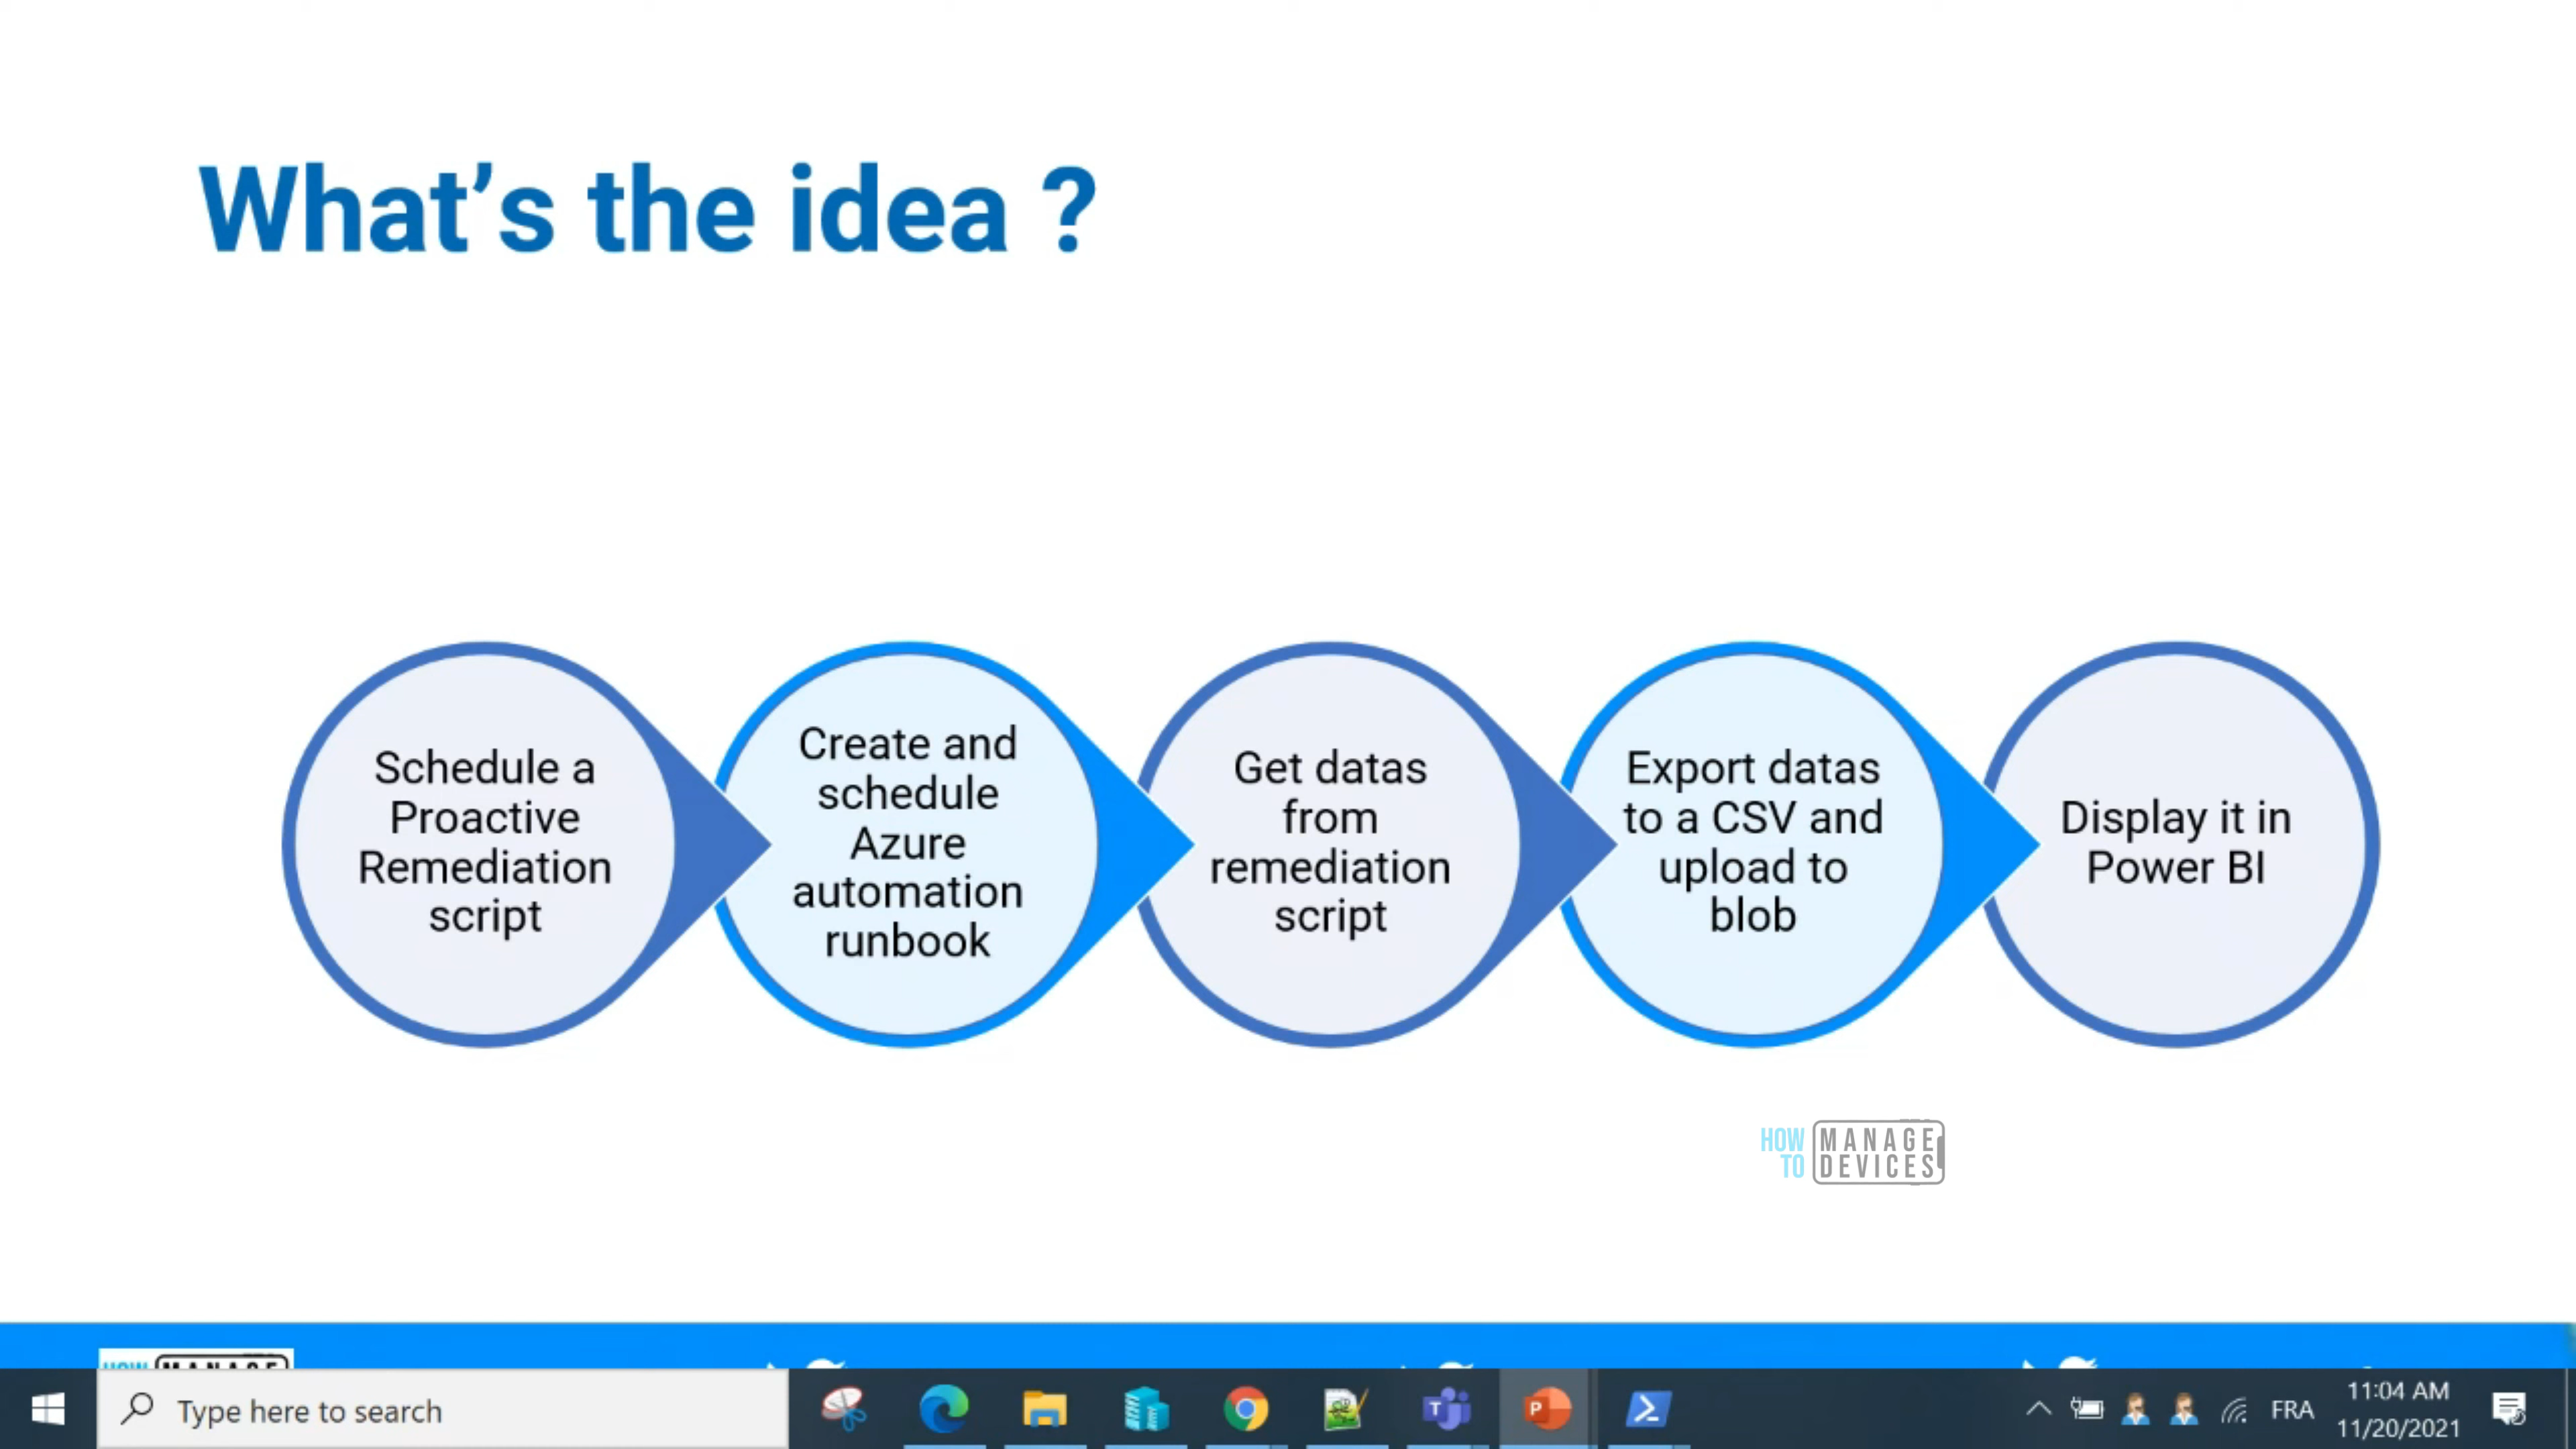 What’s the idea ?
Schedule a
Proactive
Remediation
script
Create and
schedule
Azure
automation
runbook
Get datas
from
remediation
script
Export datas
to a CSV and
upload to
blob
Display it in
Power BI
HOW MANAGE
TO DEVICES
HOW MANAGE
Type here to search
FRA
11:04 AM
11/20/2021